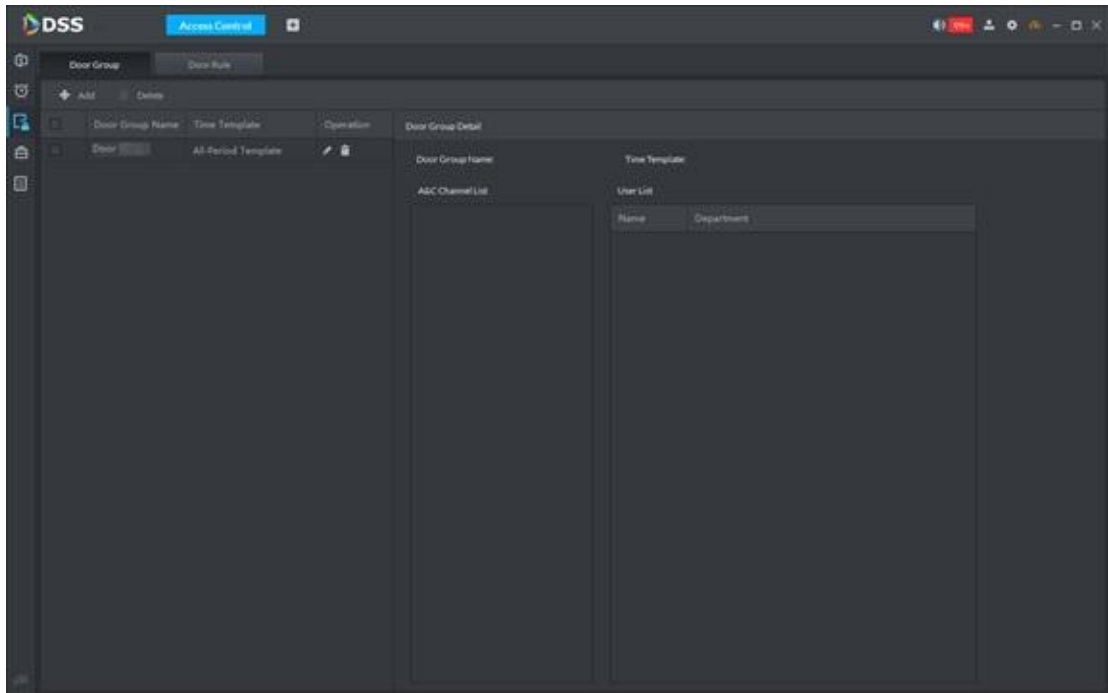 DSS
Access Control
Door Group
Door Rule
Add
Delete
Door Group Name Time Template Operation
Door Group Detail
Door All-Period Template
Door Group Name:
Time Template:
A&C Channel List
User List
Name Department